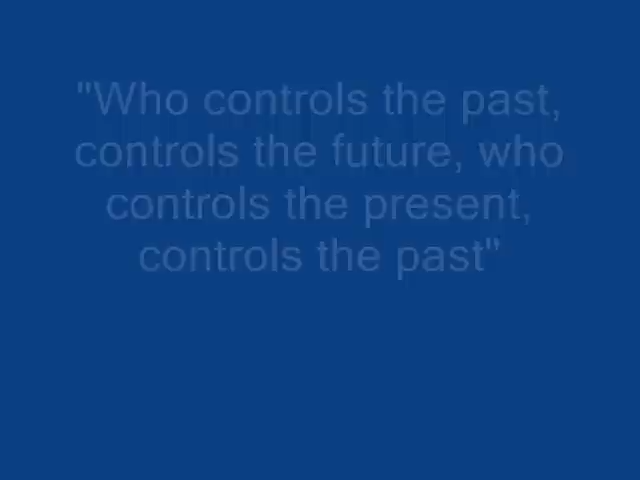 "Who controls the past,
controls the future, who
controls the present,
controls the past"